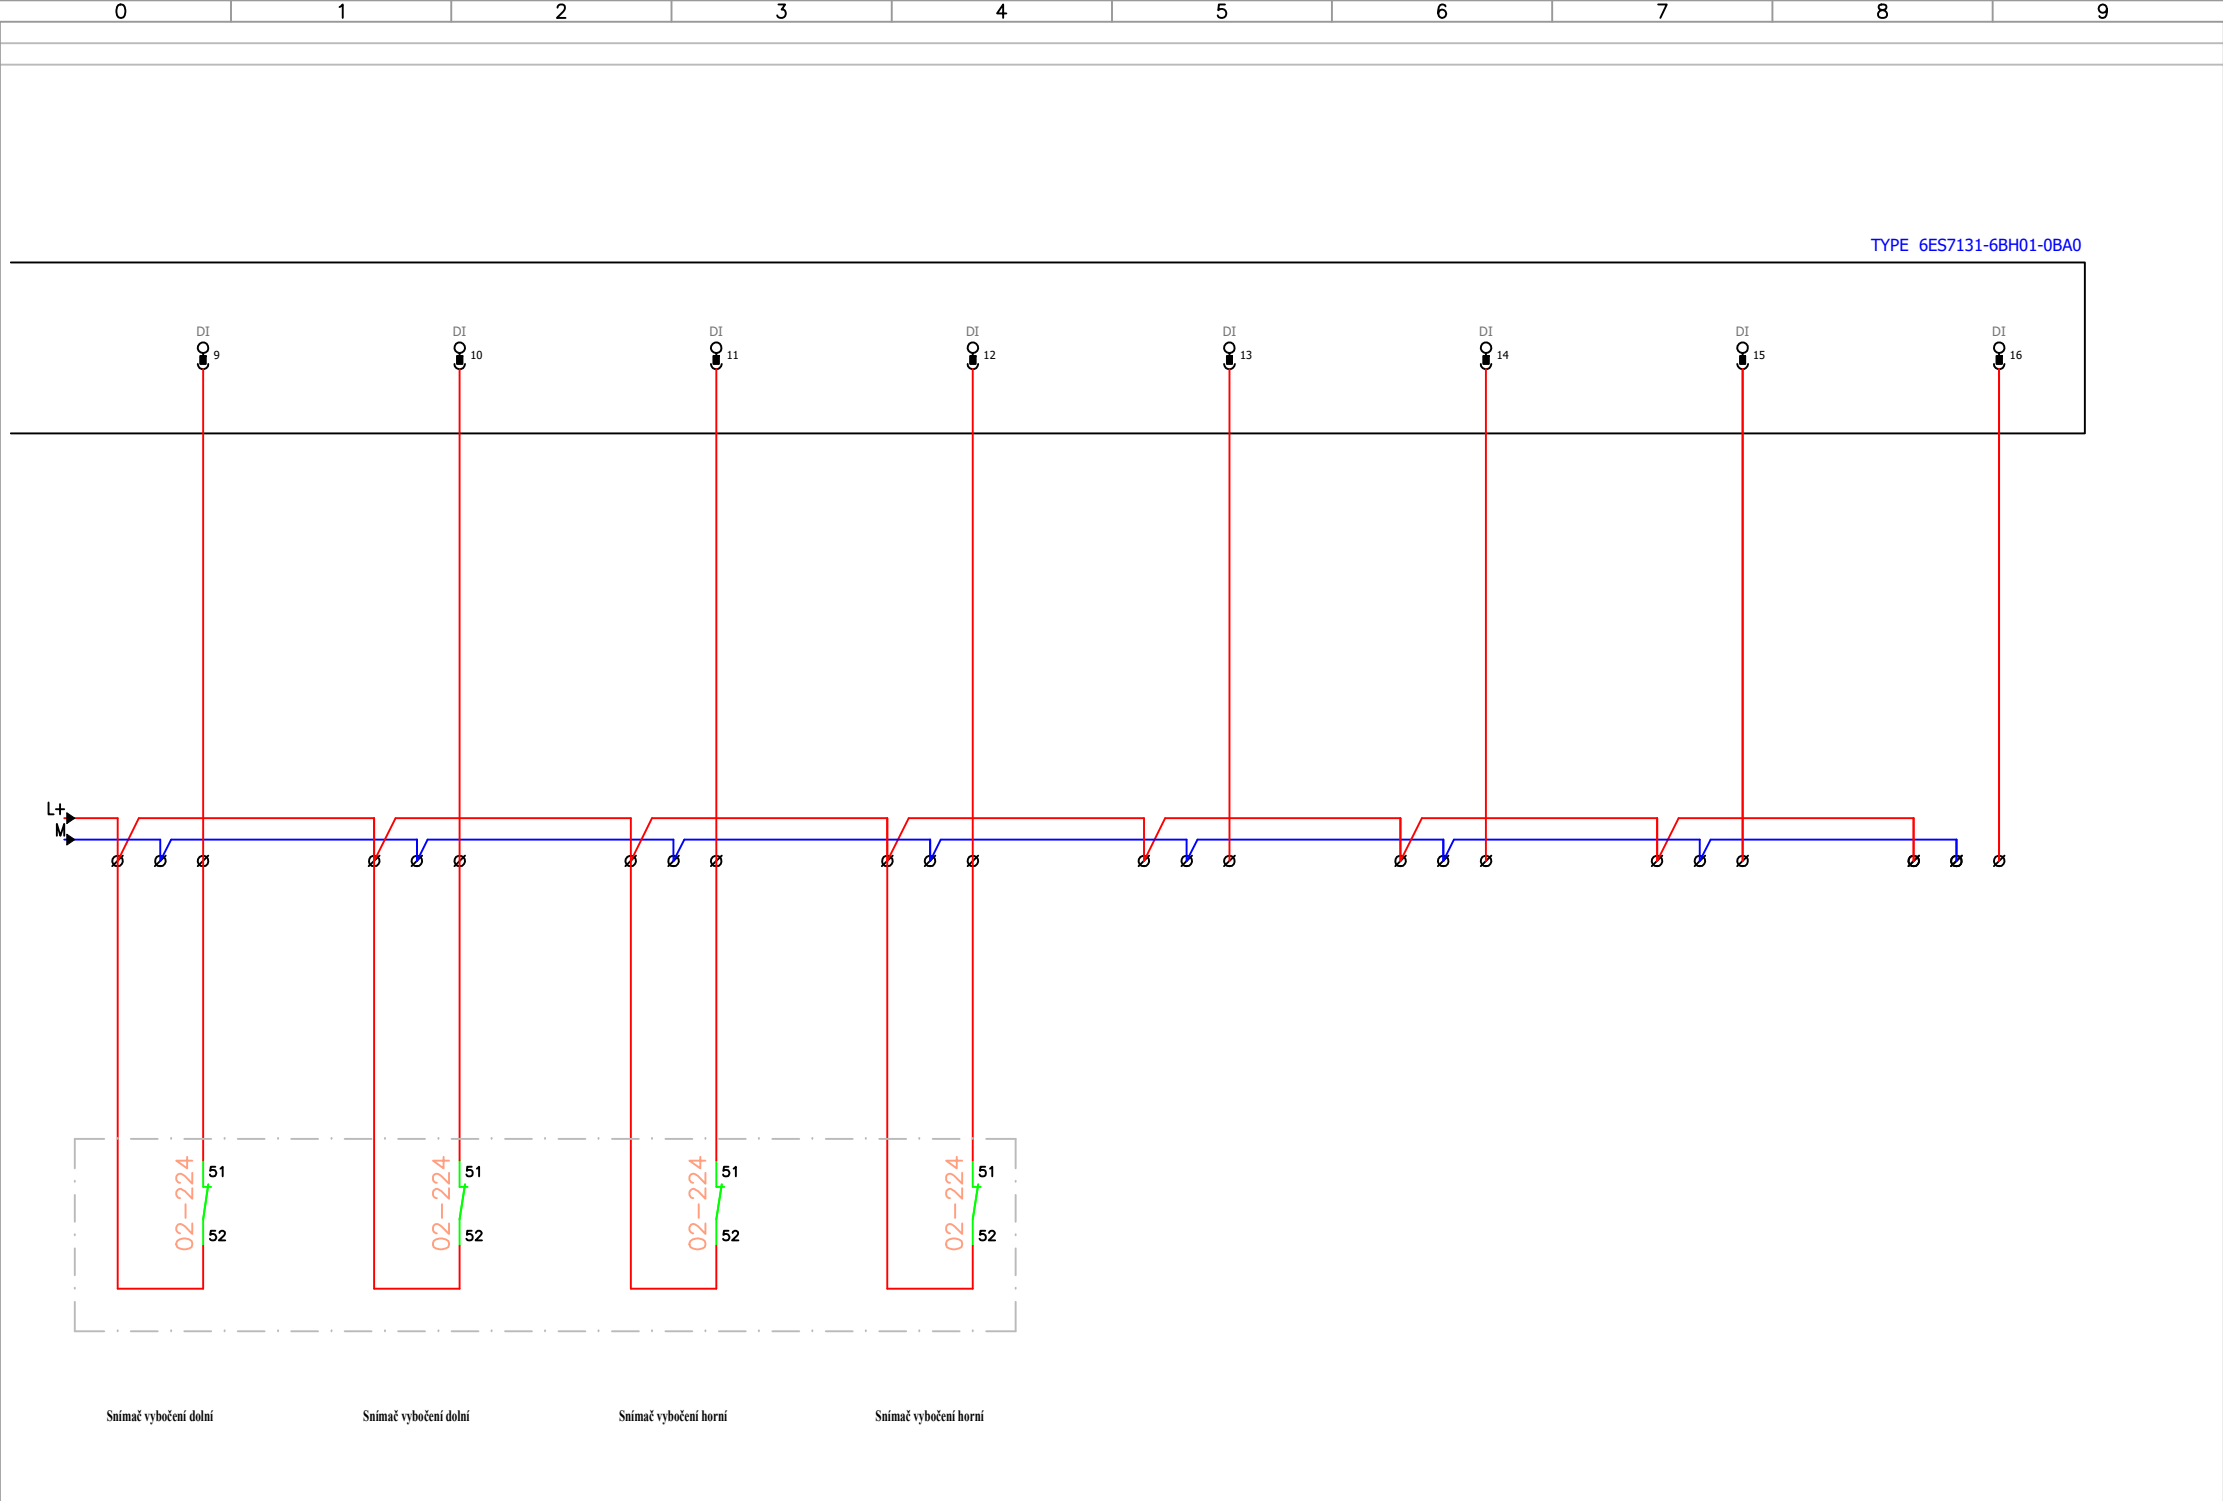 0 1 2 3 4 5 6 7 8 9
TYPE 6ES7131-6BH01-0BA0
DI DI DI DI DI DI DI DI
9 10 11 12 13 14 15 16
L+
M
02-224 51 02-224 51 02-224 51 02-224 51
52 52 52 52
Snímač vybočení dolní Snímač vybočení dolní Snímač vybočení horní Snímač vybočení horní